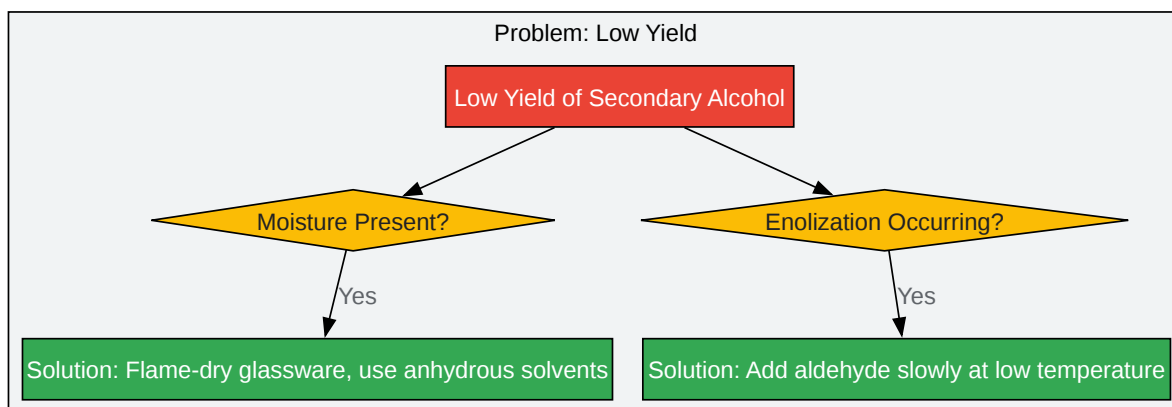 Problem: Low Yield
Low Yield of Secondary Alcohol
Moisture Present?
Enolization Occurring?
Yes
Yes
Solution: Flame-dry glassware, use anhydrous solvents
Solution: Add aldehyde slowly at low temperature